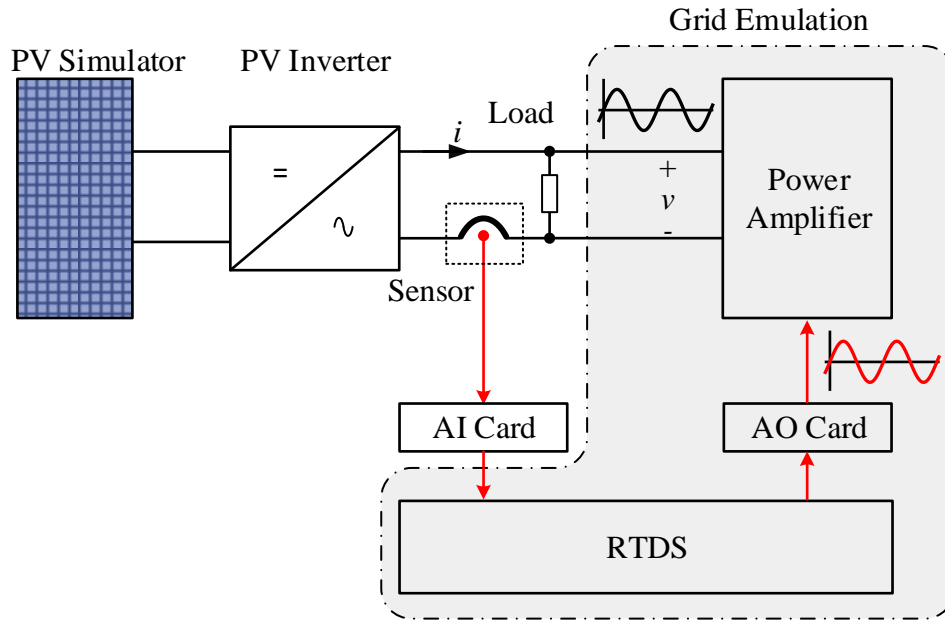 Grid Emulation
PV Simulator
PV Inverter
Load
i
=
+
v
-
Power
Amplifier
Sensor
AI Card
AO Card
RTDS